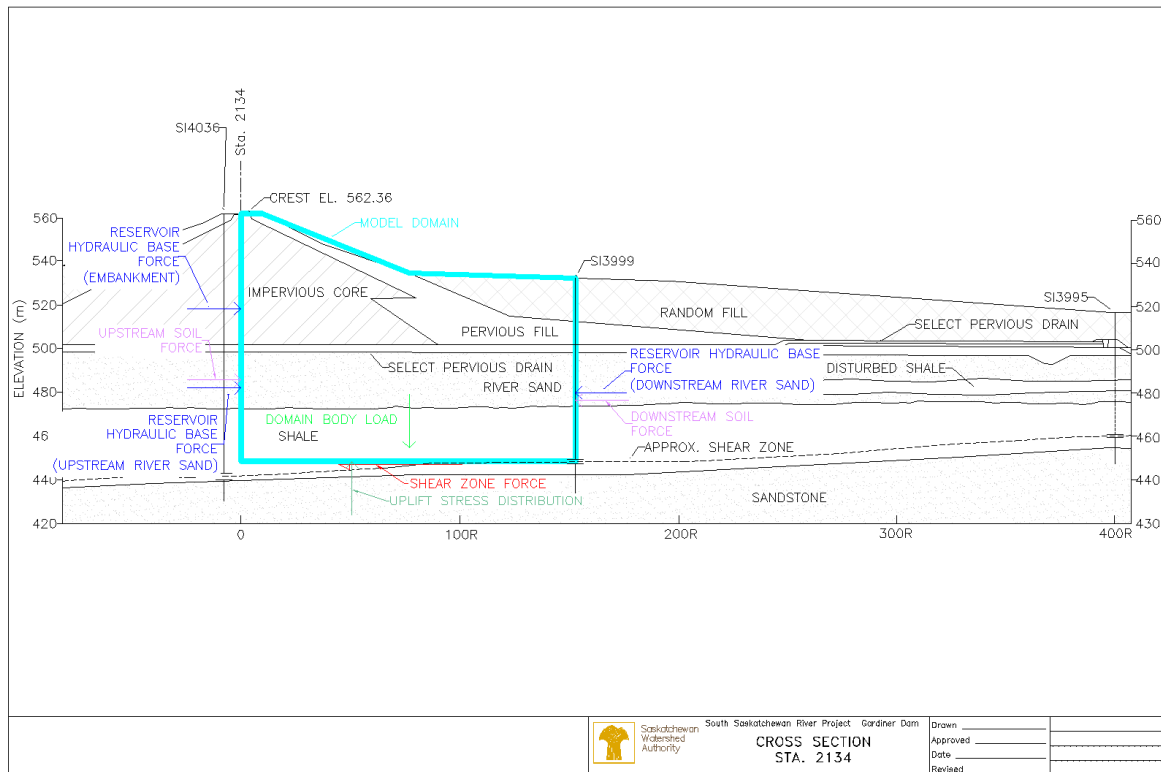 Sta. 2134
SI4036
CREST EL. 562.36
MODEL DOMAIN
560
540
520
500
480
46
440
420
ELEVATION (m)
RESERVOIR
HYDRAULIC BASE
FORCE
(EMBANKMENT)
IMPERVIOUS CORE
UPSTREAM SOIL
FORCE
PERVIOUS FILL
SELECT PERVIOUS DRAIN
RIVER SAND
RESERVOIR
HYDRAULIC BASE
FORCE
(UPSTREAM RIVER SAND)
DOMAIN BODY LOAD
SHALE
SHEAR ZONE FORCE
UPLIFT STRESS DISTRIBUTION
SI3999
RANDOM FILL
SI3995
SELECT PERVIOUS DRAIN
RESERVOIR HYDRAULIC BASE
FORCE
(DOWNSTREAM RIVER SAND)
DISTURBED SHALE
DOWNSTREAM SOIL
FORCE
APPROX. SHEAR ZONE
SANDSTONE
560
540
520
500
480
460
440
420
0
100R
200R
300R
400R
Saskatchewan
Watershed
Authority
South Saskatchewan River Project Gardiner Dam
CROSS SECTION
STA. 2134
Drawn
Approved
Date
Revised